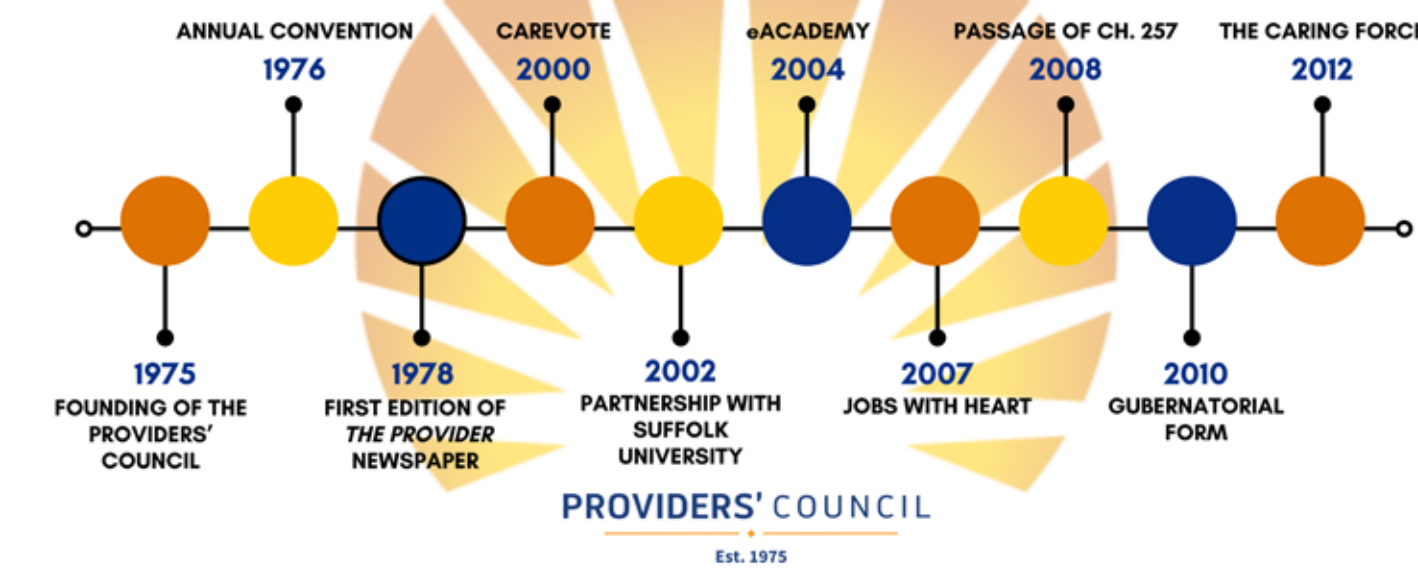 ANNUAL CONVENTION
1976
CAREVOTE
2000
eACADEMY
2004
PASSAGE OF CH. 257
2008
THE CARING
2012
1975
FOUNDING OF THE
PROVIDERS’
COUNCIL
1978
FIRST EDITION OF
THE PROVIDER
NEWSPAPER
2002
PARTNERSHIP WITH
SUFFOLK
UNIVERSITY
2007
JOBS WITH HEART
2010
GUBERNATORIAL
FORM
PROVIDERS’ COUNCIL
Est. 1975